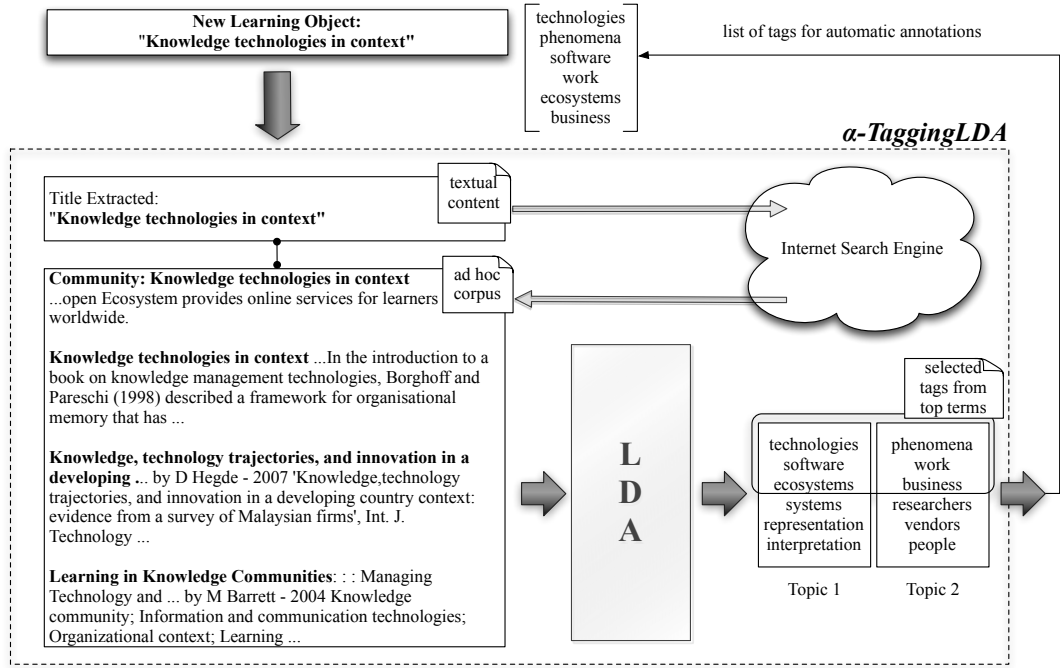 New Learning Object:
"Knowledge technologies in context"
technologies
phenomena
software
work
ecosystems
business
list of tags for automatic annotations
α-TaggingLDA
Title Extracted:
"Knowledge technologies in context"
textual
content
Internet Search Engine
Community: Knowledge technologies in context
...open Ecosystem provides online services for learners
worldwide.
ad hoc
corpus
Knowledge technologies in context ...In the introduction to a
book on knowledge management technologies, Borghoff and
Pareschi (1998) described a framework for organisational
memory that has ...
Knowledge, technology trajectories, and innovation in a
developing ... by D Hegde - 2007 'Knowledge,technology
trajectories, and innovation in a developing country context:
evidence from a survey of Malaysian firms', Int. J.
Technology ...
Learning in Knowledge Communities: : : Managing
Technology and ... by M Barrett - 2004 Knowledge
community; Information and communication technologies;
Organizational context; Learning ...
L
D
A
selected
tags from
top terms
technologies
software
ecosystems
systems
representation
interpretation
Topic 1
phenomena
work
business
researchers
vendors
people
Topic 2